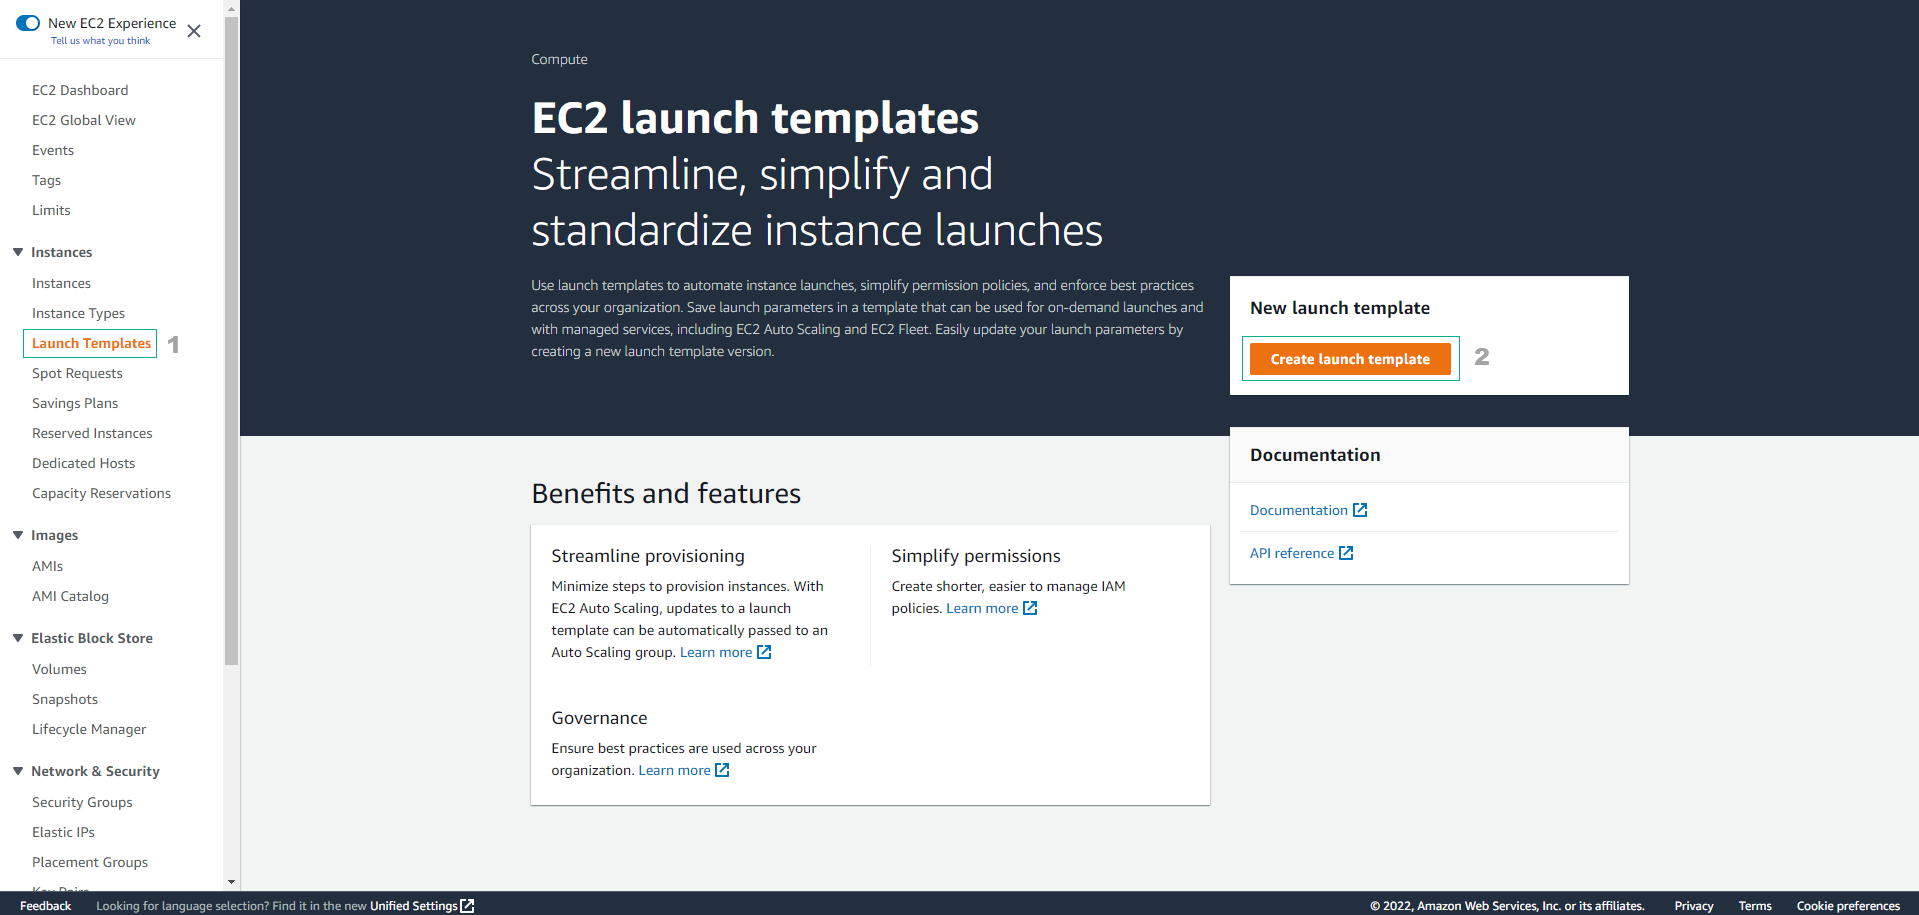 New EC2 Experience
Tell us what you think
EC2 Dashboard
EC2 Global View
Events
Tags
Limits
Instances
Instances
Instance Types
Launch Templates 1
Spot Requests
Savings Plans
Reserved Instances
Dedicated Hosts
Capacity Reservations
Images
AMIs
AMI Catalog
Elastic Block Store
Volumes
Snapshots
Lifecycle Manager
Network & Security
Security Groups
Elastic IPs
Placement Groups
Key Pairs
Compute
EC2 launch templates
Streamline, simplify and
standardize instance launches
Use launch templates to automate instance launches, simplify permission policies, and enforce best practices
across your organization. Save launch parameters in a template that can be used for on-demand launches and
with managed services, including EC2 Auto Scaling and EC2 Fleet. Easily update your launch parameters by
creating a new launch template version.
New launch template
Create launch template 2
Documentation
Documentation
API reference
Benefits and features
Streamline provisioning
Minimize steps to provision instances. With
EC2 Auto Scaling, updates to a launch
template can be automatically passed to an
Auto Scaling group. Learn more
Simplify permissions
Create shorter, easier to manage IAM
policies. Learn more
Governance
Ensure best practices are used across your
organization. Learn more
Feedback Looking for language selection? Find it in the new Unified Settings © 2022, Amazon Web Services, Inc. or its affiliates. Privacy Terms Cookie preferences